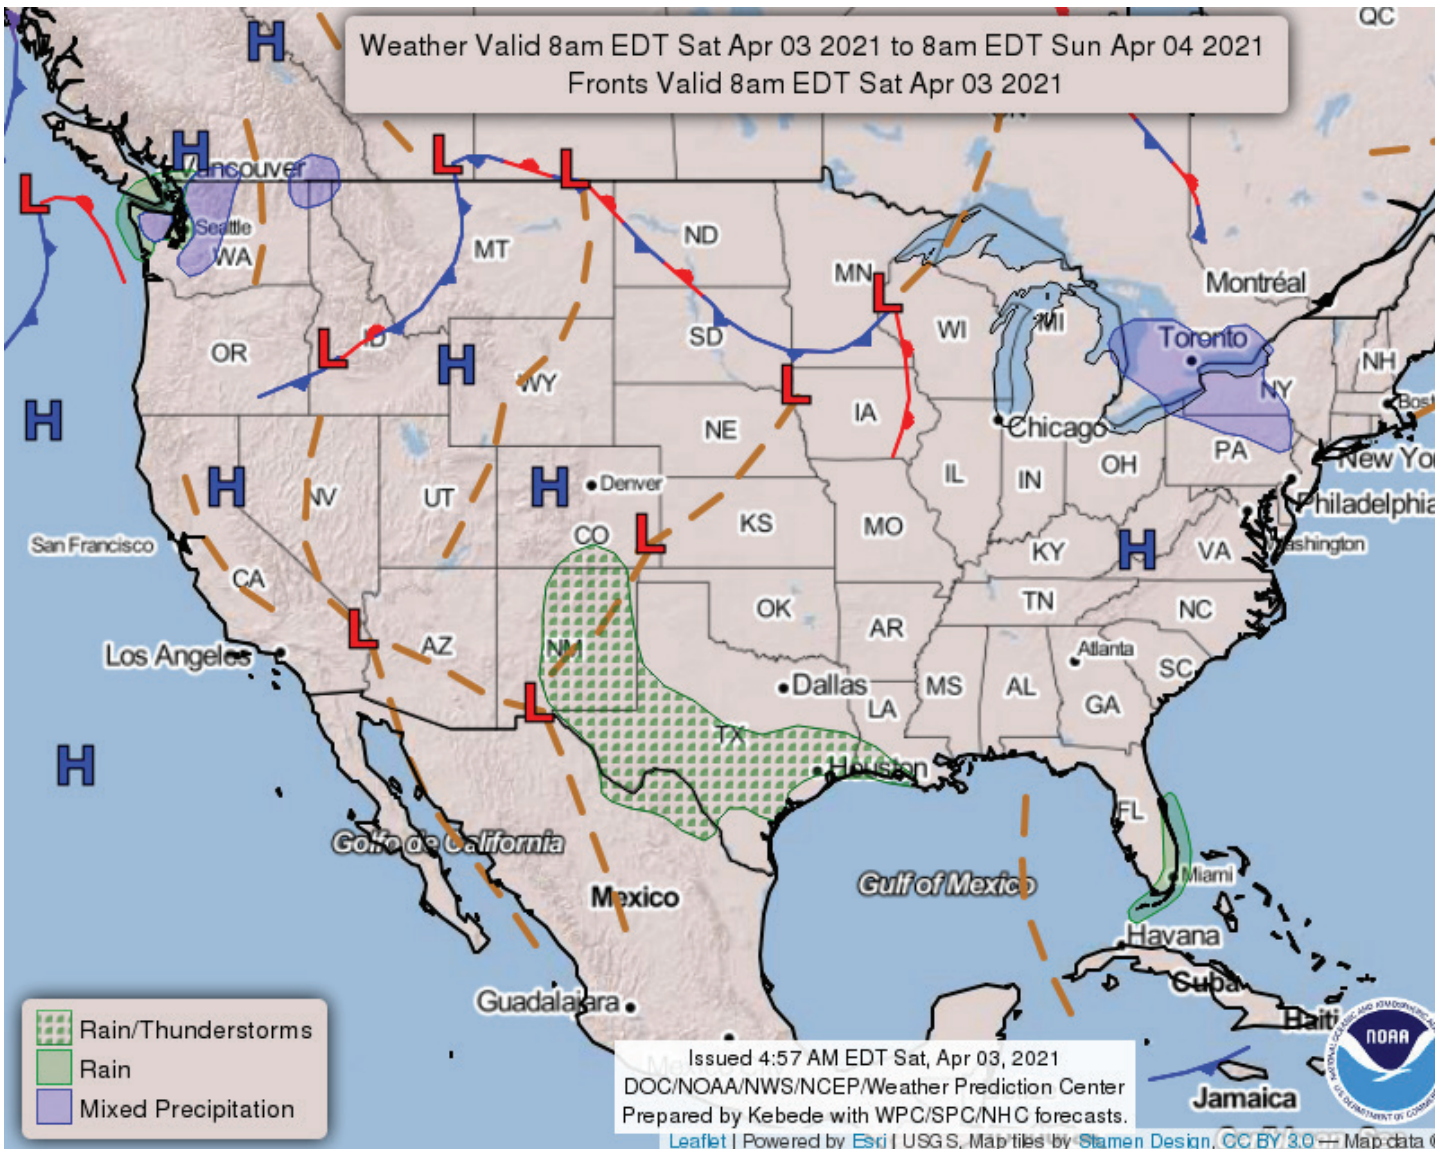 QC
Weather Valid 8am EDT Sat Apr 03 2021 to 8am EDT Sun Apr 04 2021
Fronts Valid 8am EDT Sat Apr 03 2021
H
H
Vancouver
L
L
L
Seattle
WA
MT
ND
MN
L
Montréal
OR
L
ID
H
WY
SD
WI
MI
Toronto
NH
H
L
NE
IA
Chicago
NY
Bost
H
NV
UT
H
Denver
IL
IN
OH
PA
New Yo
San Francisco
CO
L
KS
MO
KY
H
VA
Philadelphia
ashington
CA
L
AZ
NM
OK
AR
TN
NC
Los Angeles
L
Dallas
LA
MS
AL
Atlanta
GA
SC
H
TX
Houston
FL
Golfo de California
Mexico
Gulf of Mexico
Miami
Havana
Cuba
Guadalajara
Haiti
Jamaica
Rain/Thunderstorms
Rain
Mixed Precipitation
Issued 4:57 AM EDT Sat, Apr 03, 2021
DOC/NOAA/NWS/NCEP/Weather Prediction Center
Prepared by Kebede with WPC/SPC/NHC forecasts.
NOAA
Leaflet | Powered by Esri | USGS, Map tiles by Stamen Design, CC BY 3.0 — Map data ©